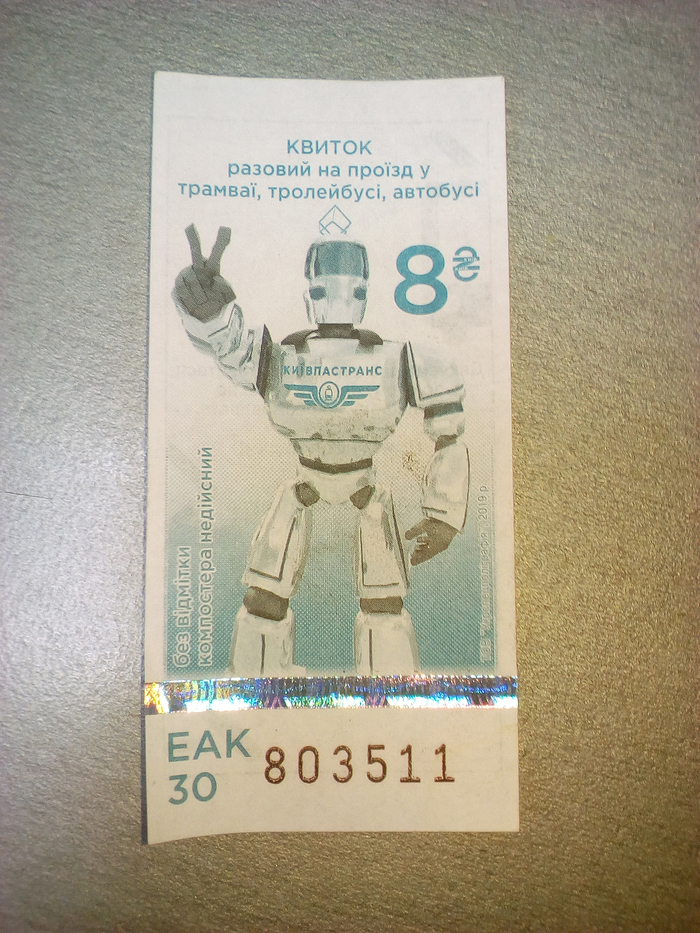 КВИТОК
разовий на проїзд у
трамваї, тролейбусі, автобусі
8₴
КИЇВПАСТРАНС
без відмітки
компостера недійсний
2019 р
ЕАК
30
803511